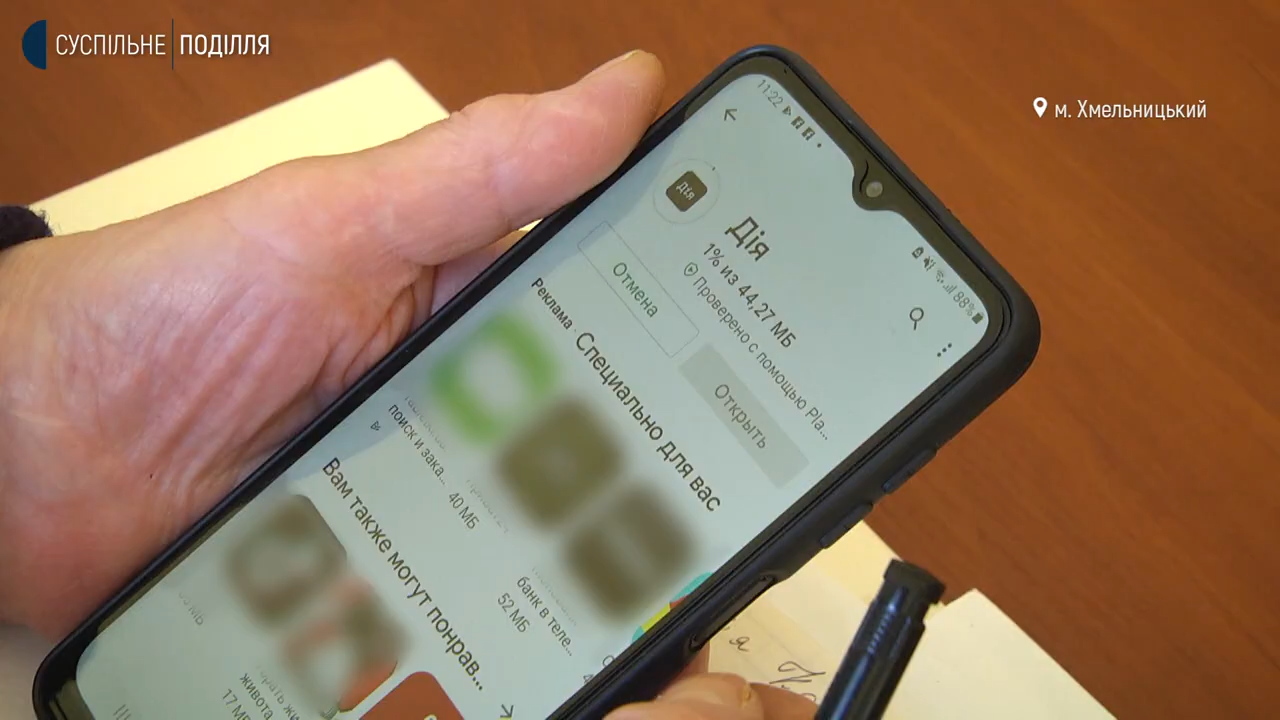 СУСПІЛЬНЕ ПОДІЛЛЯ
м. Хмельницький
11:22
88%
Дія
Дія
1% из 44,27 МБ
Проверено с помощью Pla...
Отмена
Открыть
Реклама · Специально для вас
поиск и зака...
40 МБ
банк в теле...
52 МБ
Вам также могут понрав...
живота
17 МБ